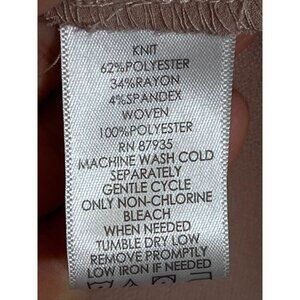 KNIT
62%POLYESTER
34%RAYON
4%SPANDEX
WOVEN
100%POLYESTER
RN 87935
MACHINE WASH COLD
SEPARATELY
GENTLE CYCLE
ONLY NON-CHLORINE
BLEACH
WHEN NEEDED
TUMBLE DRY LOW
REMOVE PROMPTLY
LOW IRON IF NEEDED